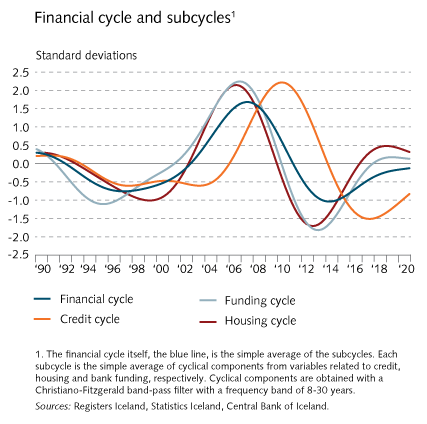 Financial cycle and subcycles¹
Standard deviations
2.5
2.0
1.5
1.0
0.5
0.0
-0.5
-1.0
-1.5
-2.0
-2.5
'90 '92 '94 '96 '98 '00 '02 '04 '06 '08 '10 '12 '14 '16 '18 '20
Financial cycle
Funding cycle
Credit cycle
Housing cycle
1. The financial cycle itself, the blue line, is the simple average of the subcycles. Each
subcycle is the simple average of cyclical components from variables related to credit,
housing and bank funding, respectively. Cyclical components are obtained with a
Christiano-Fitzgerald band-pass filter with a frequency band of 8-30 years.
Sources: Registers Iceland, Statistics Iceland, Central Bank of Iceland.